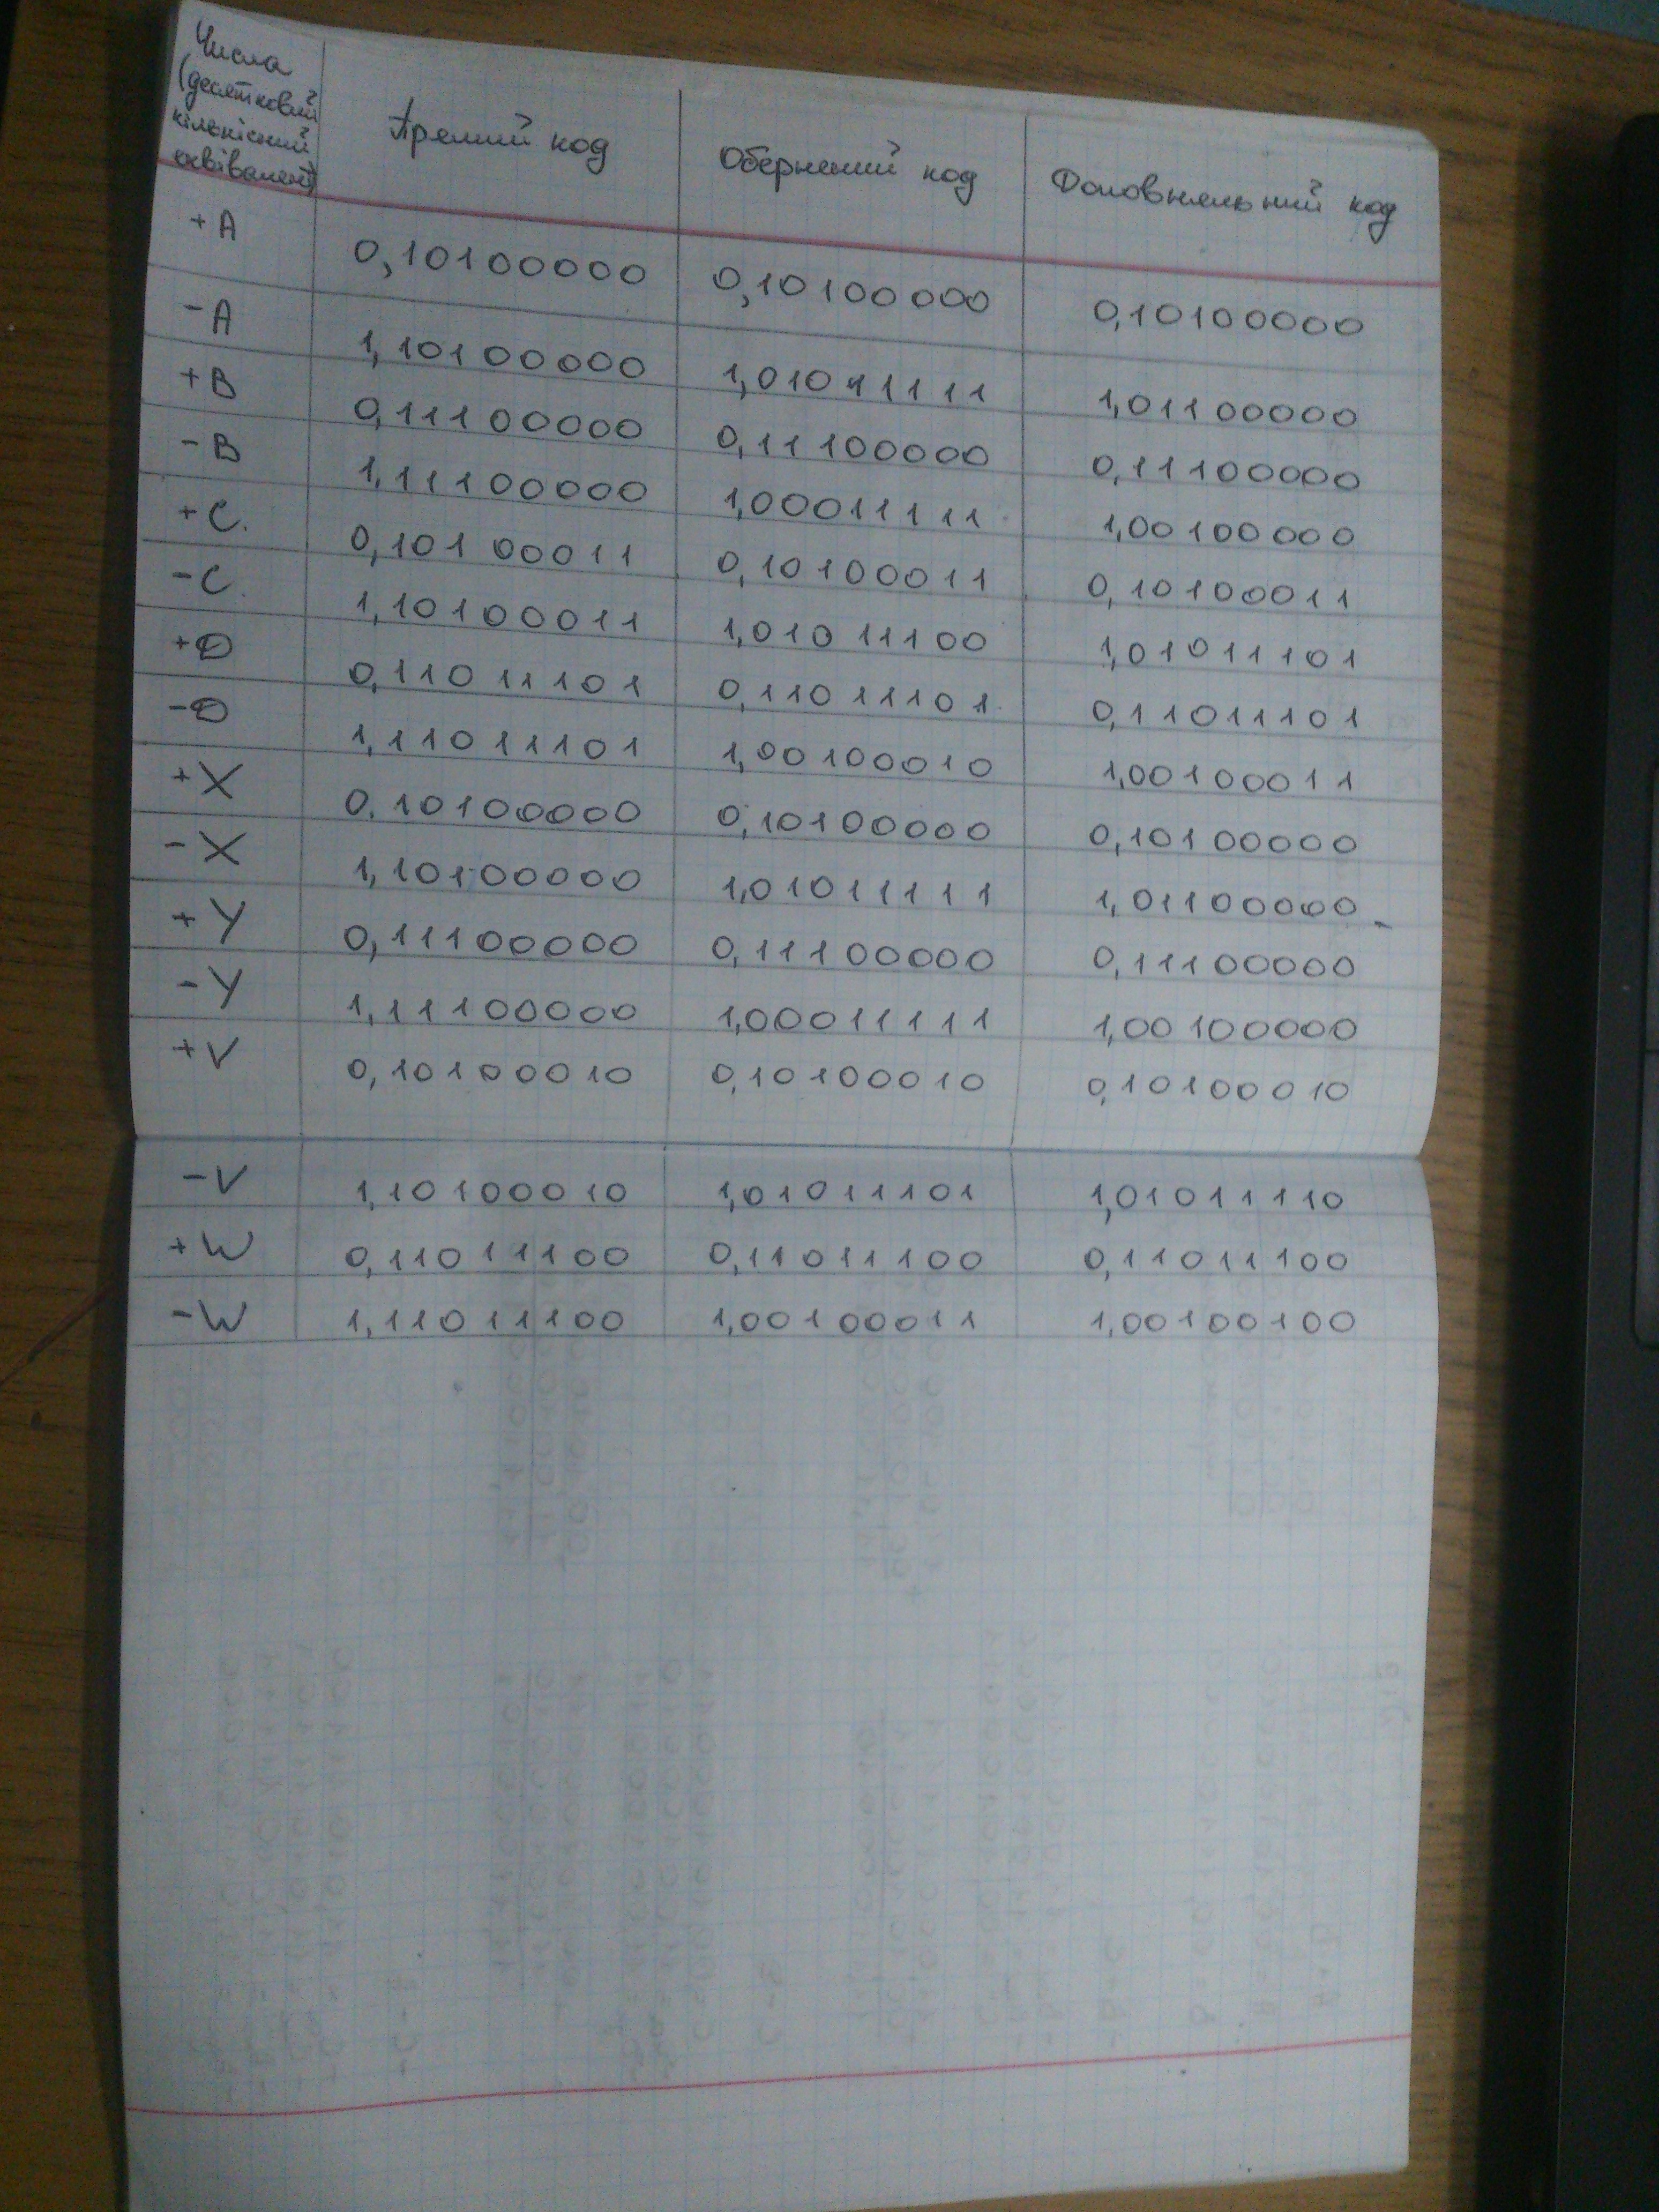 Числа
(десятковий
кількісний
еквівалент)
Прямий код
Обернений код
Доповняльний код
+A 0,10100000 0,10100000 0,10100000
-A 1,10100000 1,01011111 1,01100000
+B 0,11100000 0,11100000 0,11100000
-B 1,11100000 1,00011111 1,00100000
+C. 0,10100011 0,10100011 0,10100011
-C. 1,10100011 1,01011100 1,01011101
+D 0,11011101 0,11011101 0,11011101
-D 1,11011101 1,00100010 1,00100011
+X 0,10100000 0,10100000 0,10100000
-X 1,10100000 1,01011111 1,01100000
+Y 0,11100000 0,11100000 0,11100000
-Y 1,11100000 1,00011111 1,00100000
+V 0,10100010 0,10100010 0,10100010
-V 1,10100010 1,01011101 1,01011110
+W 0,11011100 0,11011100 0,11011100
-W 1,11011100 1,00100011 1,00100100